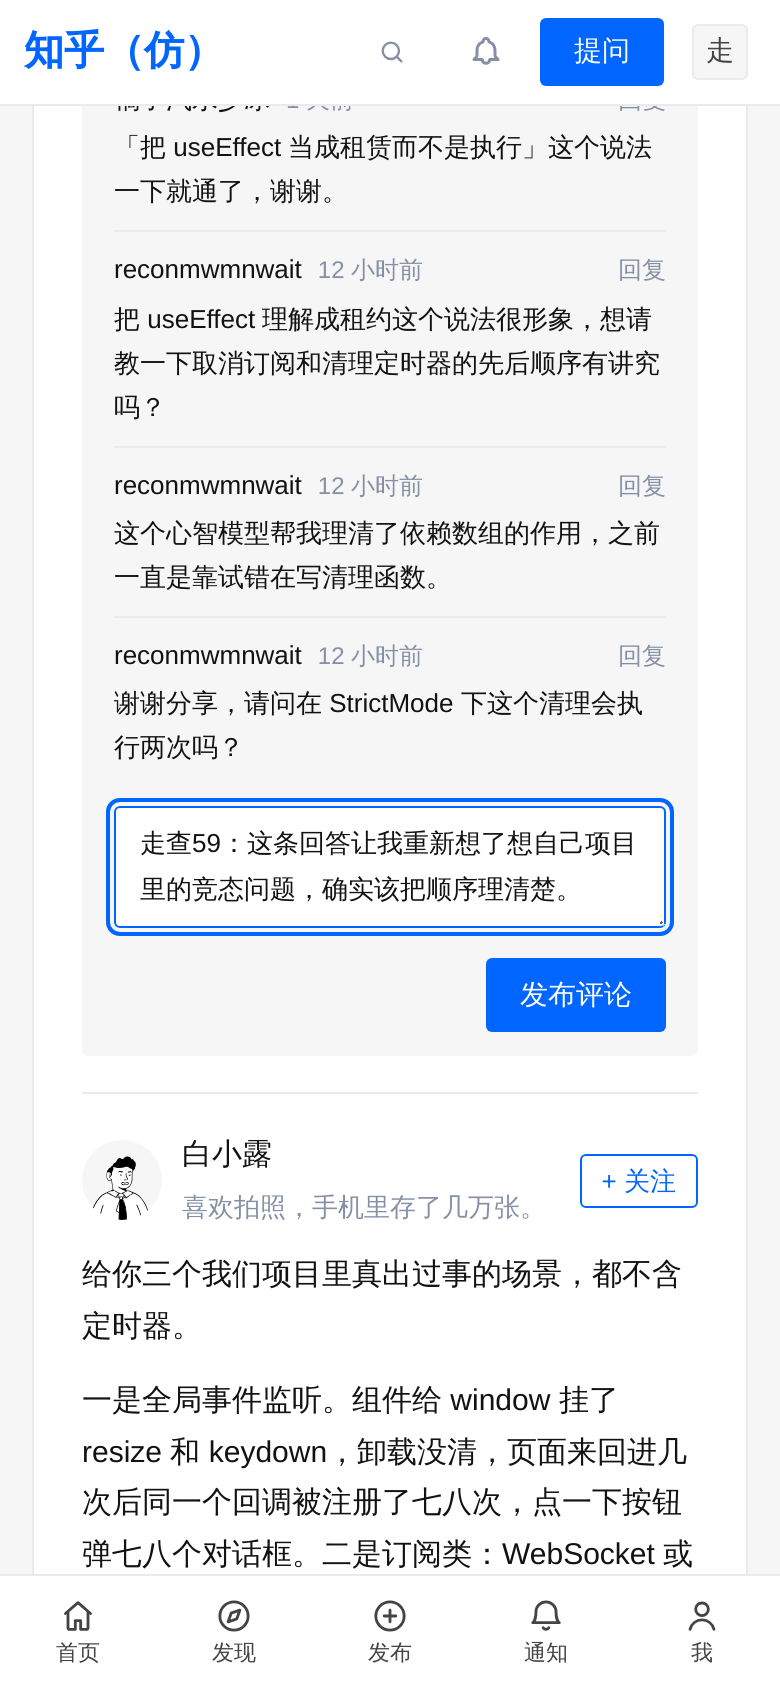 知乎（仿）
提问
走
「把 useEffect 当成租赁而不是执行」这个说法
一下就通了，谢谢。
reconmwmnwait 12 小时前 回复
把 useEffect 理解成租约这个说法很形象，想请
教一下取消订阅和清理定时器的先后顺序有讲究
吗？
reconmwmnwait 12 小时前 回复
这个心智模型帮我理清了依赖数组的作用，之前
一直是靠试错在写清理函数。
reconmwmnwait 12 小时前 回复
谢谢分享，请问在 StrictMode 下这个清理会执
行两次吗？
走查59：这条回答让我重新想了想自己项目
里的竞态问题，确实该把顺序理清楚。
发布评论
白小露
+ 关注
喜欢拍照，手机里存了几万张。
给你三个我们项目里真出过事的场景，都不含
定时器。
一是全局事件监听。组件给 window 挂了
resize 和 keydown，卸载没清，页面来回进几
次后同一个回调被注册了七八次，点一下按钮
弹七八个对话框。二是订阅类：WebSocket 或
首页 发现 发布 通知 我